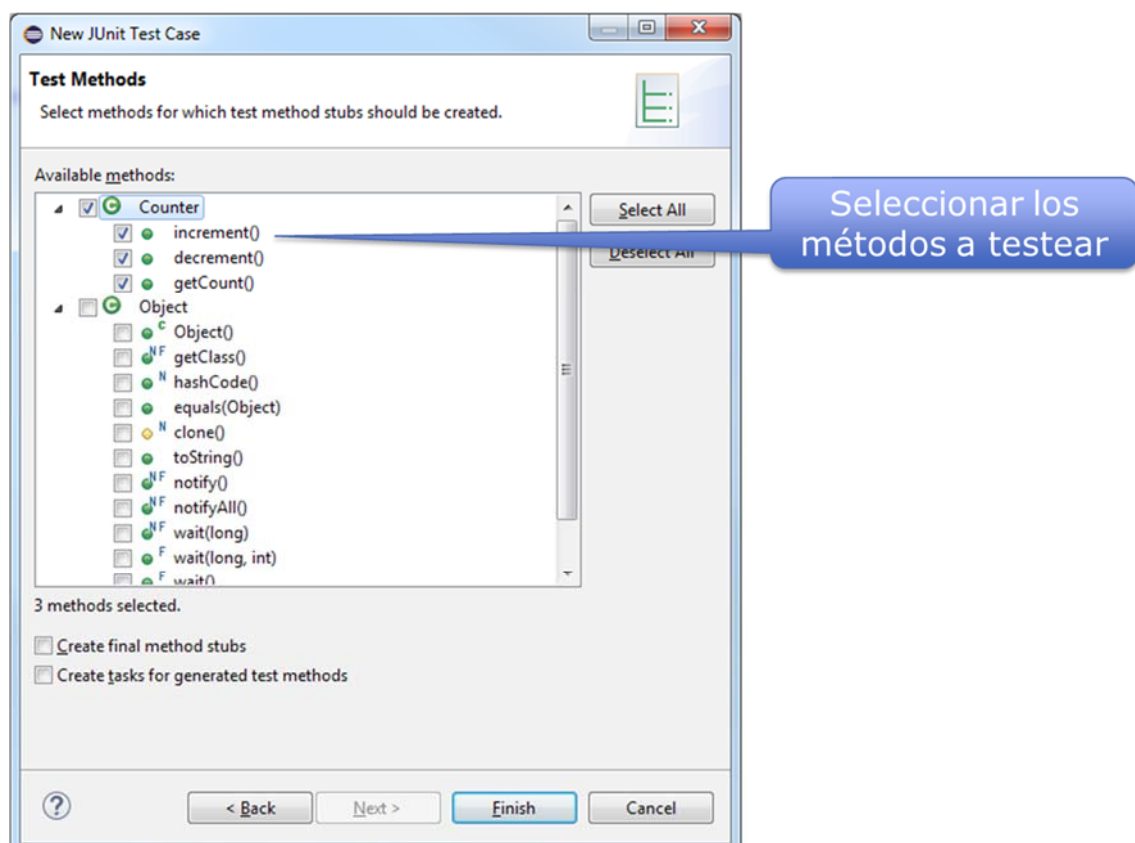 New JUnit Test Case
Test Methods
Select methods for which test method stubs should be created.
Available methods:
Counter
increment()
decrement()
getCount()
Object
C Object()
N F getClass()
N hashCode()
equals(Object)
N clone()
toString()
N F notify()
N F notifyAll()
N F wait(long)
F wait(long, int)
F wait()
Select All
Deselect All
Seleccionar los
métodos a testear
3 methods selected.
Create final method stubs
Create tasks for generated test methods
?
< Back
Next >
Finish
Cancel